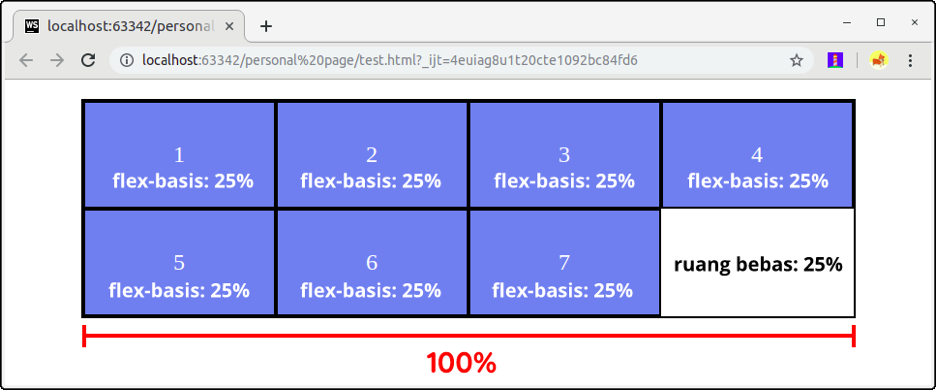 WS localhost:63342/personal
localhost:63342/personal%20page/test.html?_ijt=4euiag8u1t20cte1092bc84fd6
1 2 3 4
flex-basis: 25% flex-basis: 25% flex-basis: 25% flex-basis: 25%
5 6 7
flex-basis: 25% flex-basis: 25% flex-basis: 25% ruang bebas: 25%
100%